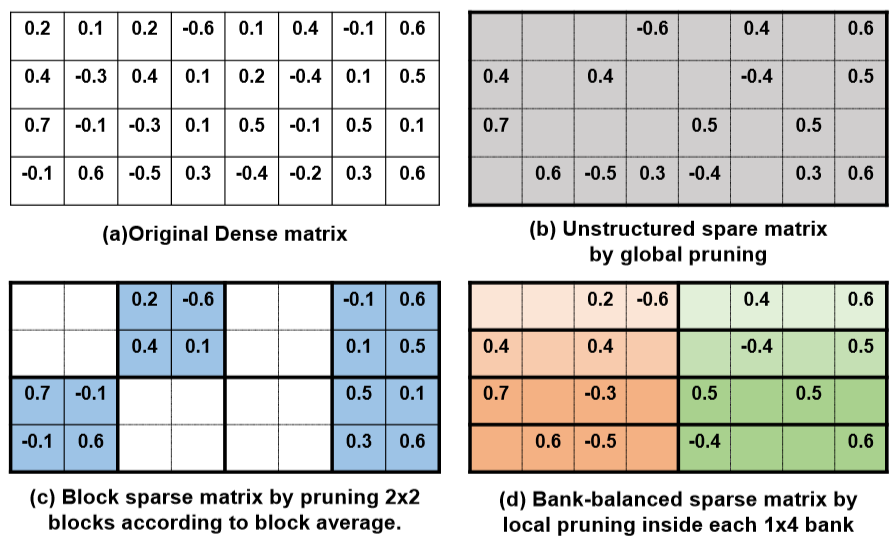 0.2 0.1 0.2 -0.6 0.1 0.4 -0.1 0.6
0.4 -0.3 0.4 0.1 0.2 -0.4 0.1 0.5
0.7 -0.1 -0.3 0.1 0.5 -0.1 0.5 0.1
-0.1 0.6 -0.5 0.3 -0.4 -0.2 0.3 0.6
(a)Original Dense matrix
-0.6 0.4 0.6
0.4 0.4 -0.4 0.5
0.7 0.5 0.5
0.6 -0.5 0.3 -0.4 0.3 0.6
(b) Unstructured spare matrix
by global pruning
0.2 -0.6 -0.1 0.6
0.4 0.1 0.1 0.5
0.7 -0.1 0.5 0.1
-0.1 0.6 0.3 0.6
(c) Block sparse matrix by pruning 2x2
blocks according to block average.
0.2 -0.6 0.4 0.6
0.4 0.4 -0.4 0.5
0.7 -0.3 0.5 0.5
0.6 -0.5 -0.4 0.6
(d) Bank-balanced sparse matrix by
local pruning inside each 1x4 bank